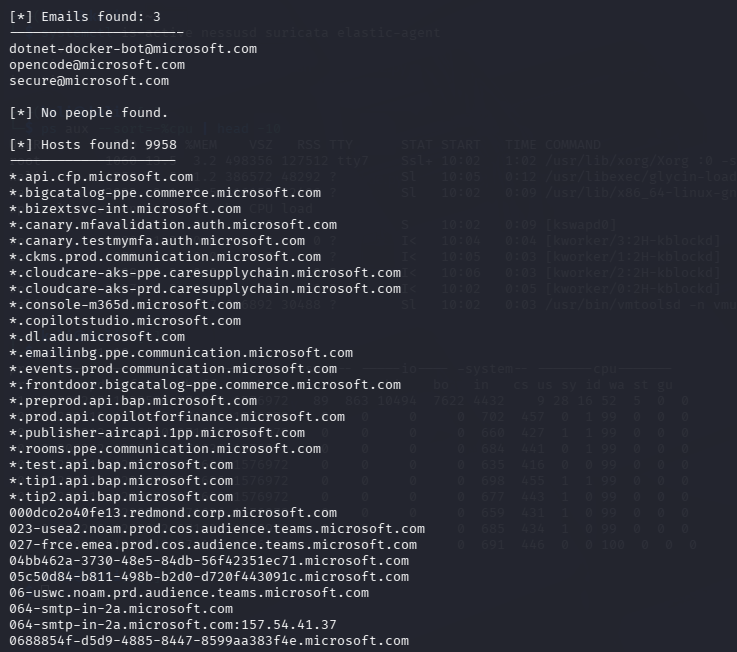 [*] Emails found: 3
----------------------
dotnet-docker-bot@microsoft.com
opencode@microsoft.com
secure@microsoft.com
[*] No people found.
[*] Hosts found: 9958
---------------------
*.api.cfp.microsoft.com
*.bigcatalog-ppe.commerce.microsoft.com
*.bizextsvc-int.microsoft.com
*.canary.mfavalidation.auth.microsoft.com
*.canary.testmymfa.auth.microsoft.com
*.ckms.prod.communication.microsoft.com
*.cloudcare-aks-ppe.caresupplychain.microsoft.com
*.cloudcare-aks-prd.caresupplychain.microsoft.com
*.console-m365d.microsoft.com
*.copilotstudio.microsoft.com
*.dl.adu.microsoft.com
*.emailinbg.ppe.communication.microsoft.com
*.events.prod.communication.microsoft.com
*.frontdoor.bigcatalog-ppe.commerce.microsoft.com
*.preprod.api.bap.microsoft.com
*.prod.api.copilotforfinance.microsoft.com
*.publisher-aircapi.1pp.microsoft.com
*.rooms.ppe.communication.microsoft.com
*.test.api.bap.microsoft.com
*.tip1.api.bap.microsoft.com
*.tip2.api.bap.microsoft.com
000dco2o40fe13.redmond.corp.microsoft.com
023-usea2.noam.prod.cos.audience.teams.microsoft.com
027-frce.emea.prod.cos.audience.teams.microsoft.com
04bb462a-3730-48e5-84db-56f42351ec71.microsoft.com
05c50d84-b811-498b-b2d0-d720f443091c.microsoft.com
06-uswc.noam.prd.audience.teams.microsoft.com
064-smtp-in-2a.microsoft.com
064-smtp-in-2a.microsoft.com:157.54.41.37
0688854f-d5d9-4885-8447-8599aa383f4e.microsoft.com